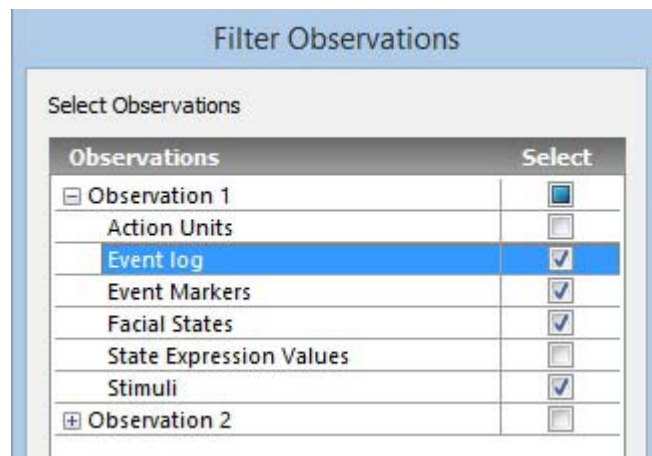 Filter Observations
Select Observations
Observations Select
Observation 1
Action Units
Event log
Event Markers
Facial States
State Expression Values
Stimuli
Observation 2